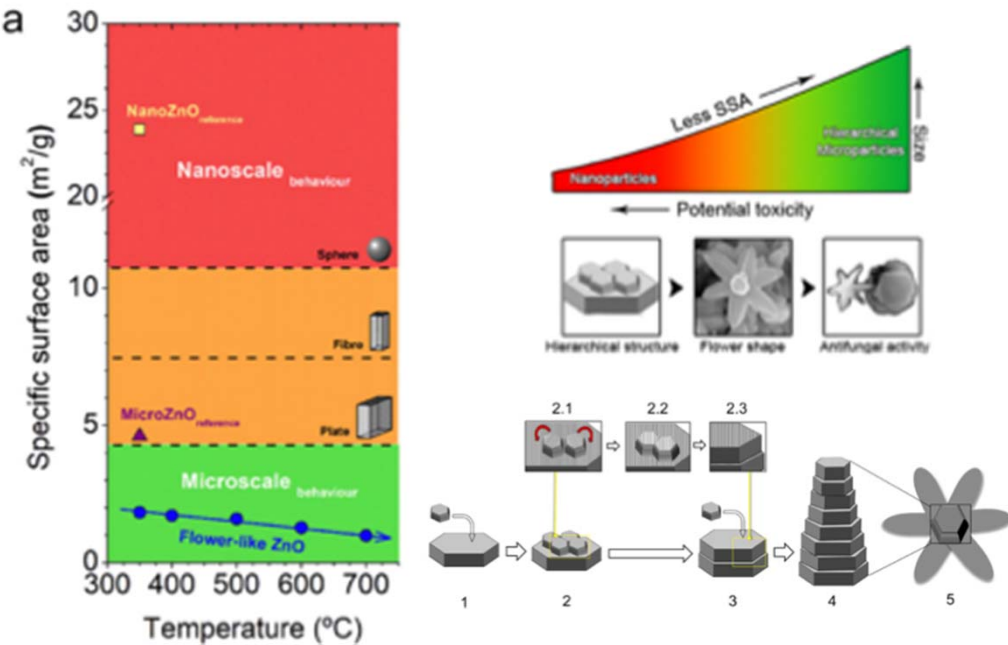 a
Specific surface area (m²/g)
30
25
20
10
5
0
NanoZnO reference
Nanoscale behaviour
Sphere
Fibre
Plate
MicroZnO reference
Microscale behaviour
Flower-like ZnO
300 400 500 600 700
Temperature (ºC)
Less SSA
Size
Hierarchical
Microparticles
Nanoparticles
Potential toxicity
Hierarchical structure
Flower shape
Antifungal activity
2.1 2.2 2.3
1 2 3 4 5